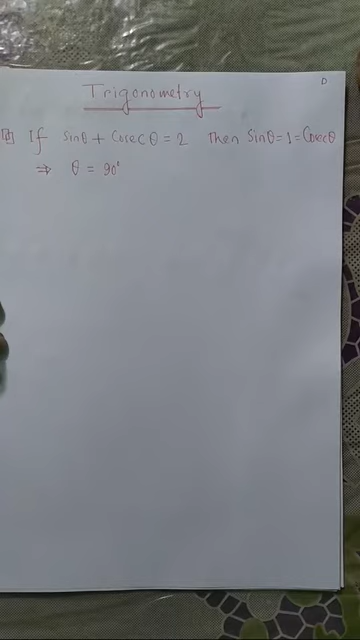 D
Trigonometry
If Sinθ + Cosec θ = 2 Then Sinθ = 1 = Cosecθ
⇒ θ = 90°